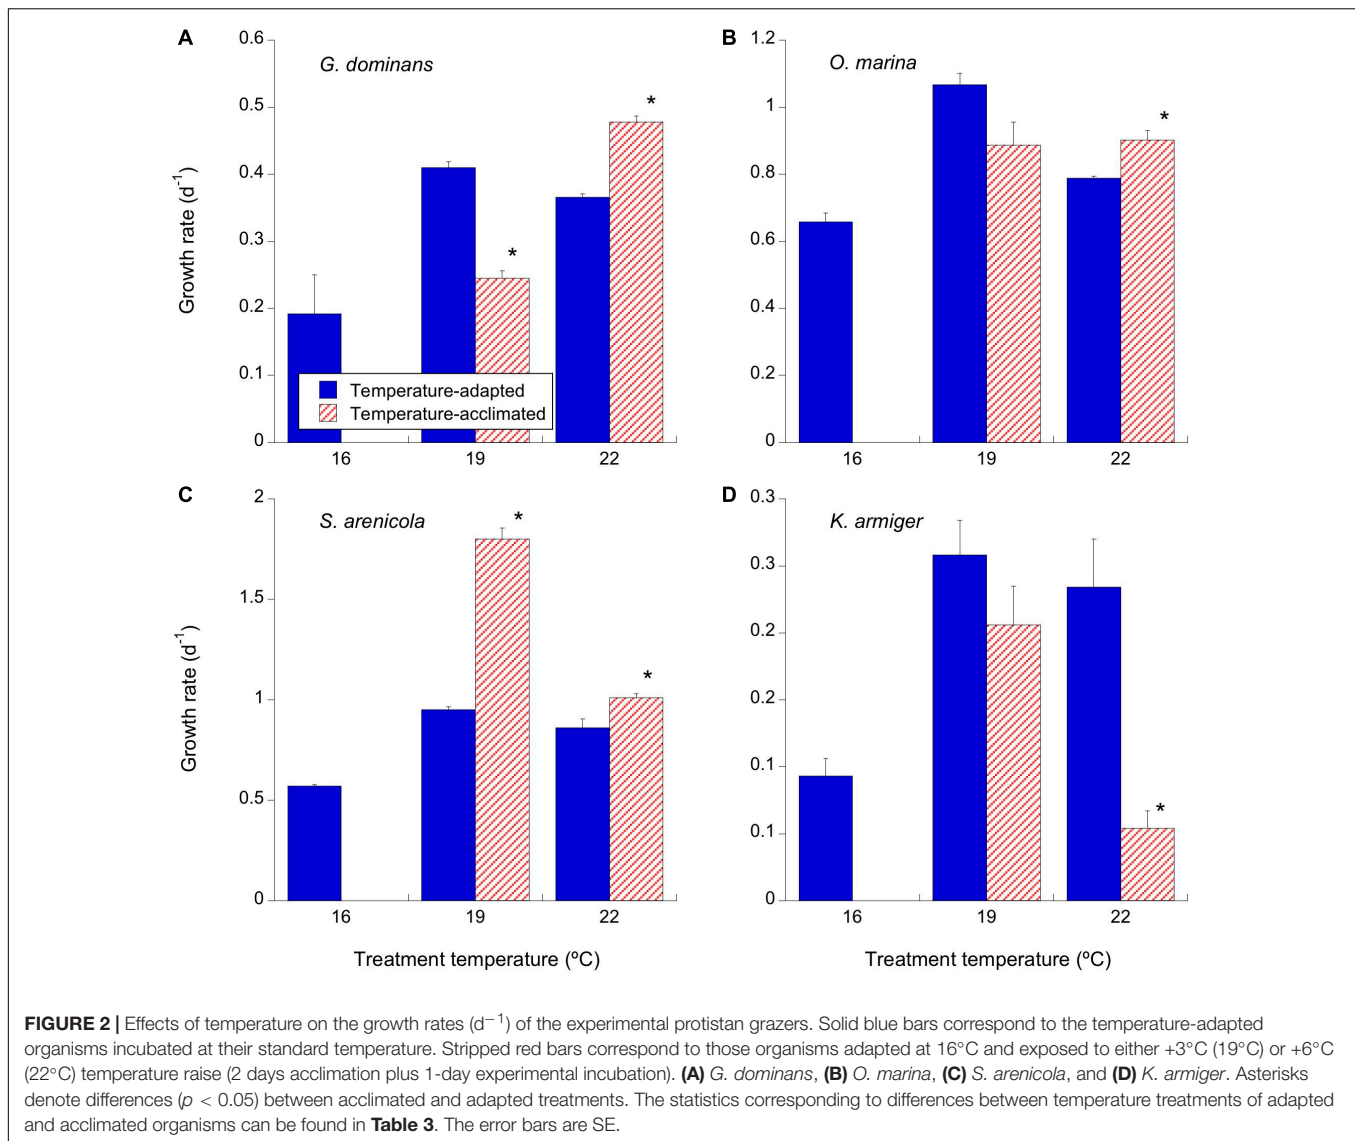 A
G. dominans
0.6
0.5
0.4
0.3
0.2
0.1
0
Growth rate (d-1)
* *
Temperature-adapted
Temperature-acclimated
16 19 22
B
O. marina
1.2
1
0.8
0.6
0.4
0.2
0
*
16 19 22
C
S. arenicola
2
1.5
1
0.5
0
Growth rate (d-1)
* *
16 19 22
Treatment temperature (ºC)
D
K. armiger
0.3
0.3
0.2
0.2
0.1
0.1
0
*
16 19 22
Treatment temperature (ºC)
FIGURE 2 | Effects of temperature on the growth rates (d−1) of the experimental protistan grazers. Solid blue bars correspond to the temperature-adapted
organisms incubated at their standard temperature. Stripped red bars correspond to those organisms adapted at 16°C and exposed to either +3°C (19°C) or +6°C
(22°C) temperature raise (2 days acclimation plus 1-day experimental incubation). (A) G. dominans, (B) O. marina, (C) S. arenicola, and (D) K. armiger. Asterisks
denote differences (p < 0.05) between acclimated and adapted treatments. The statistics corresponding to differences between temperature treatments of adapted
and acclimated organisms can be found in Table 3. The error bars are SE.